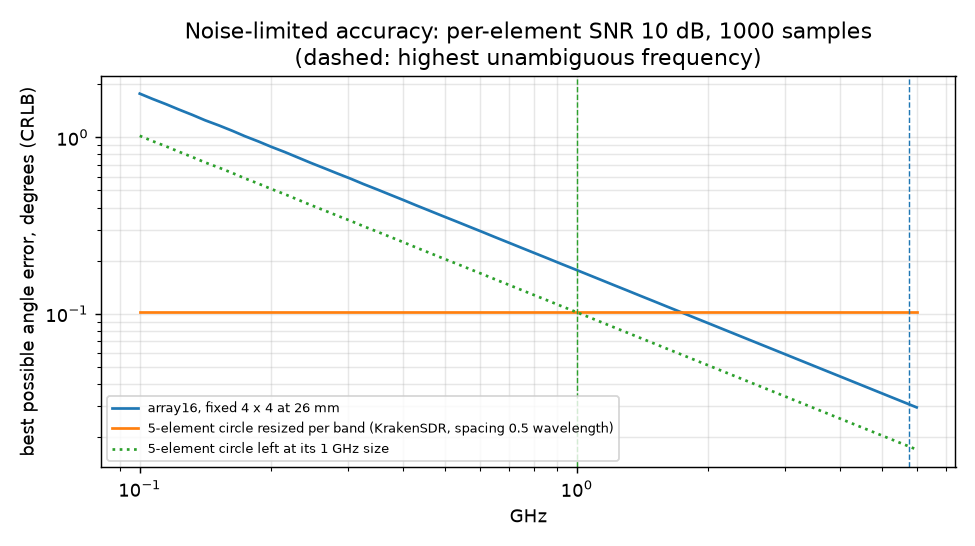 Noise-limited accuracy: per-element SNR 10 dB, 1000 samples
(dashed: highest unambiguous frequency)
best possible angle error, degrees (CRLB)
10⁰
10⁻¹
array16, fixed 4 x 4 at 26 mm
5-element circle resized per band (KrakenSDR, spacing 0.5 wavelength)
5-element circle left at its 1 GHz size
10⁻¹
10⁰
GHz